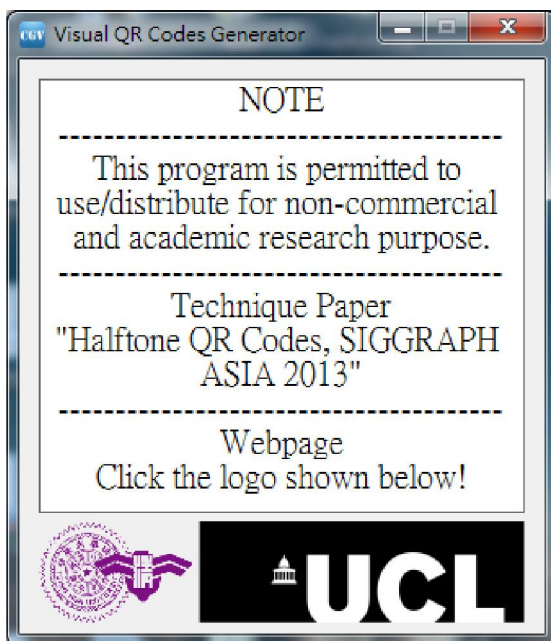 CGV Visual QR Codes Generator
NOTE
---------------------------------------
This program is permitted to
use/distribute for non-commercial
and academic research purpose.
---------------------------------------
Technique Paper
"Halftone QR Codes, SIGGRAPH
ASIA 2013"
---------------------------------------
Webpage
Click the logo shown below!
UCL